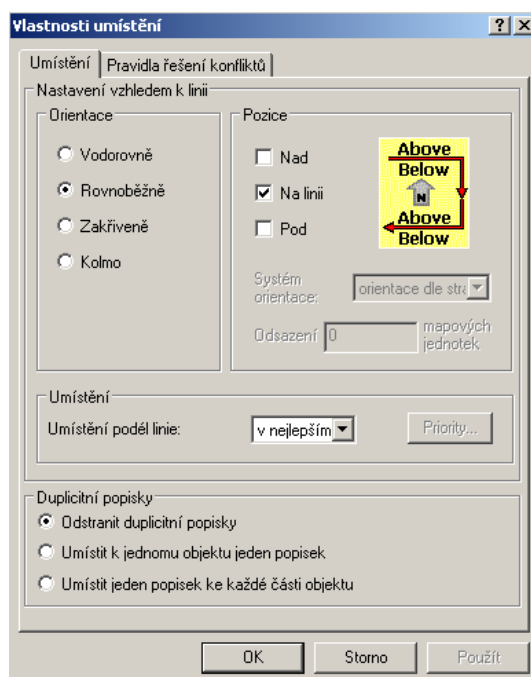 Vlastnosti umístění
Umístění
Pravidla řešení konfliktů
Nastavení vzhledem k linii
Orientace
Vodorovně
Rovnoběžně
Zakřiveně
Kolmo
Pozice
Nad
Na linii
Pod
Above
Below
N
Above
Below
Systém
orientace:
orientace dle stra
Odsazení
0
mapových
jednotek
Umístění
Umístění podél linie:
v nejlepším
Priority...
Duplicitní popisky
Odstranit duplicitní popisky
Umístit k jednomu objektu jeden popisek
Umístit jeden popisek ke každé části objektu
OK
Storno
Použít